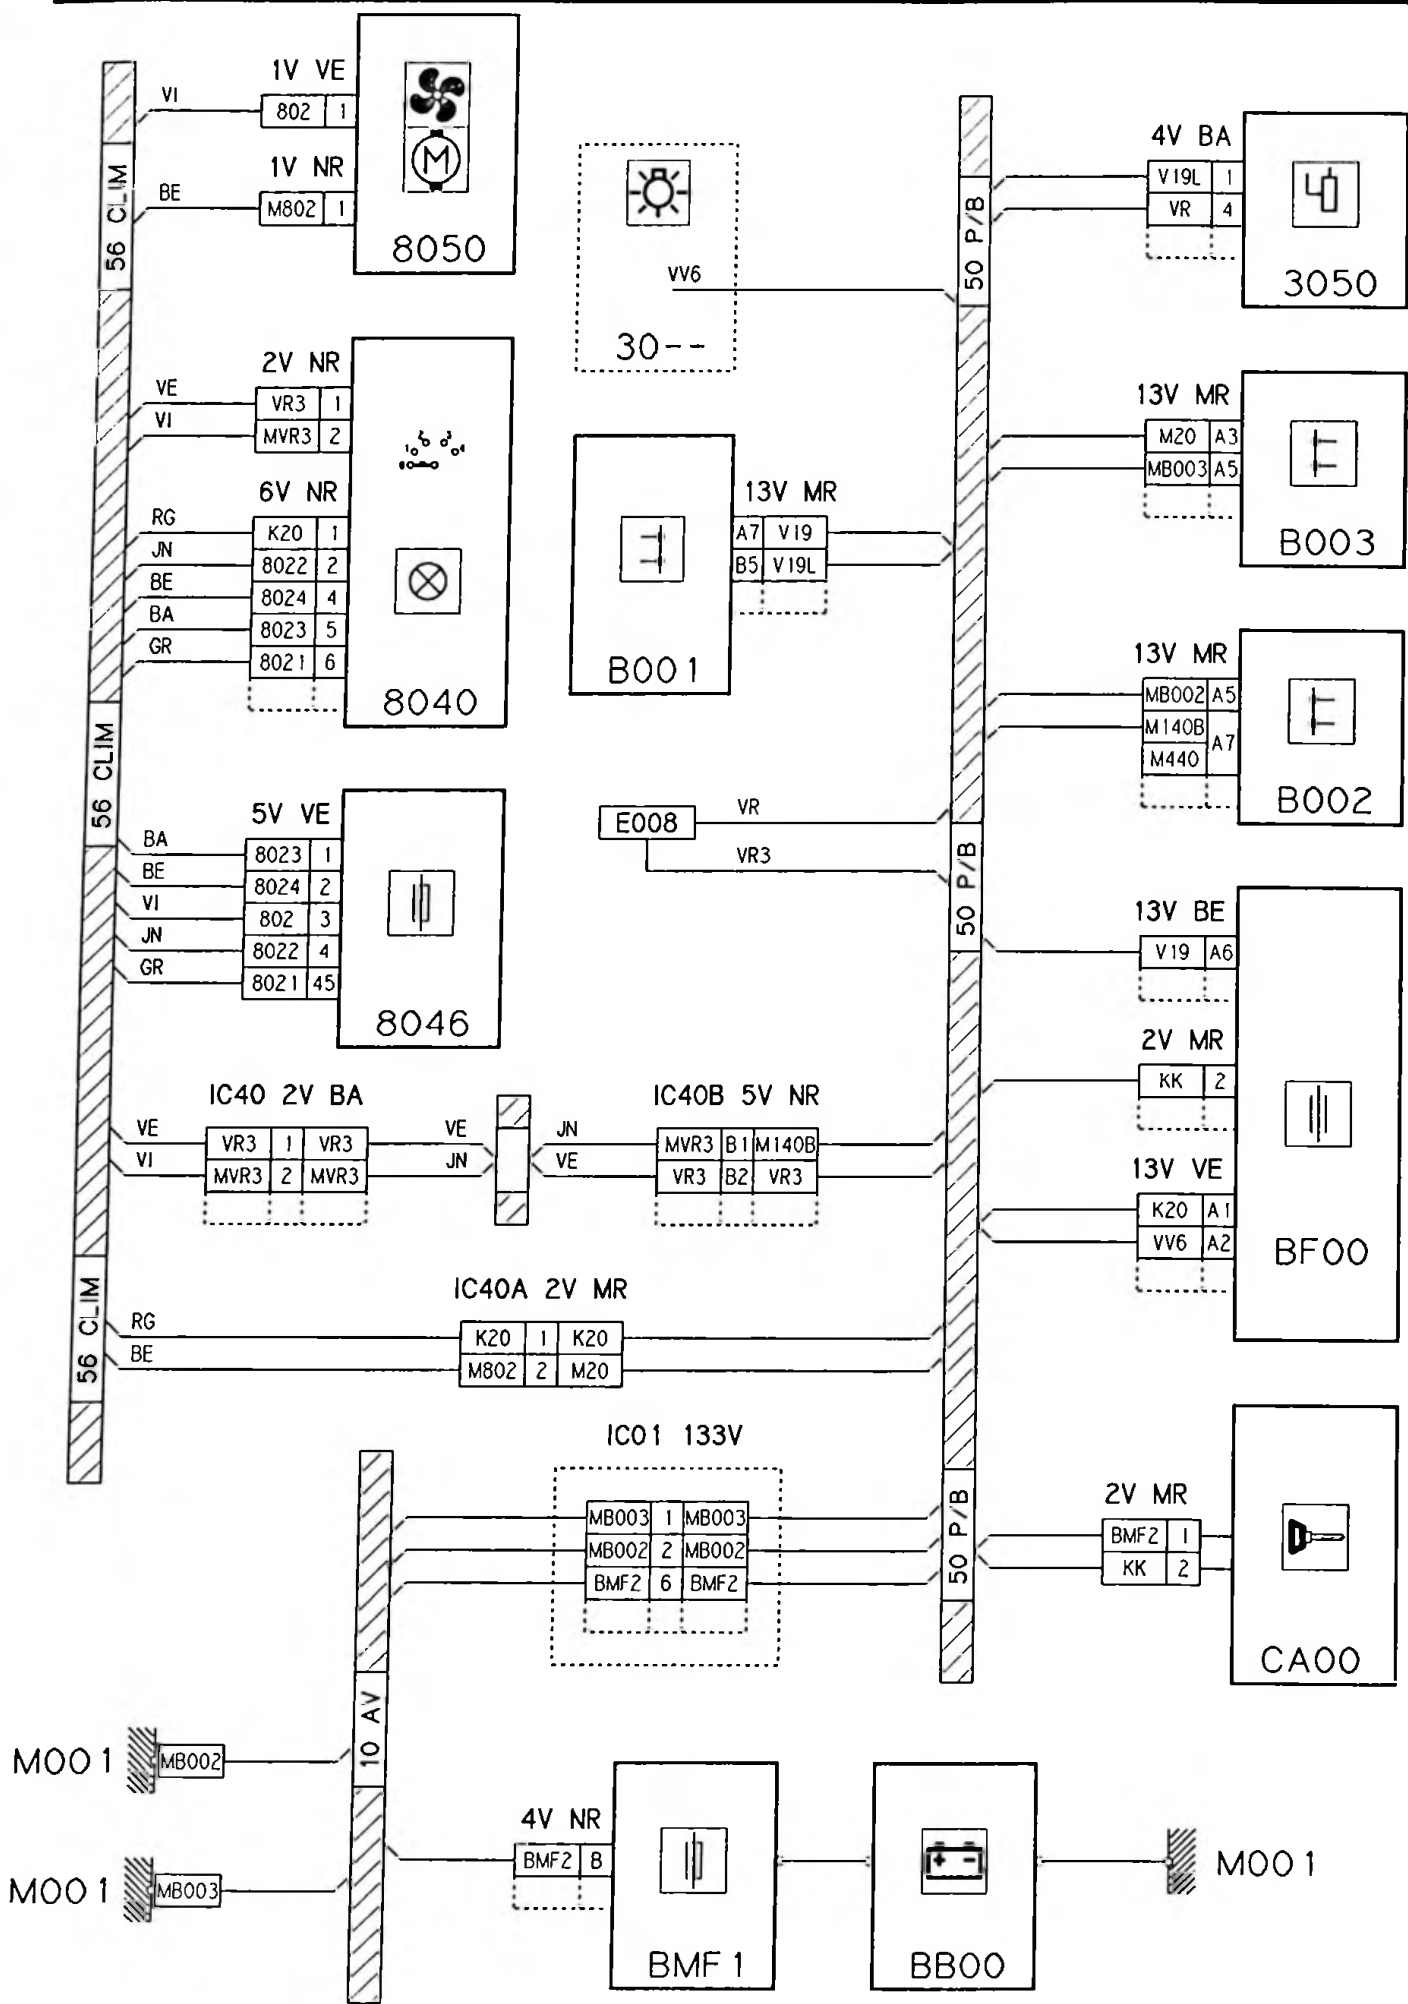 1V VE
VI
802 1
1V NR
BE
M802 1
8050
56 CLIM
2V NR
VE
VR3 1
VI
MVR3 2
6V NR
RG
K20 1
JN
8022 2
BE
8024 4
BA
8023 5
GR
8021 6
8040
56 CLIM
5V VE
BA
8023 1
BE
8024 2
VI
802 3
JN
8022 4
GR
8021 45
8046
VV6
30--
13V MR
A7 V19
B5 V19L
B001
E008
VR
VR3
50 P/B
4V BA
V19L 1
VR 4
3050
13V MR
M20 A3
MB003 A5
B003
13V MR
MB002 A5
M140B
A7
M440
B002
50 P/B
13V BE
V19 A6
2V MR
KK 2
13V VE
K20 A1
VV6 A2
BF00
IC40 2V BA
VE VR3 1 VR3 VE
VI MVR3 2 MVR3 JN
IC40B 5V NR
JN MVR3 B1 M140B
VE VR3 B2 VR3
56 CLIM
IC40A 2V MR
RG K20 1 K20
BE M802 2 M20
IC01 133V
MB003 1 MB003
MB002 2 MB002
BMF2 6 BMF2
50 P/B
2V MR
BMF2 1
KK 2
CA00
10 AV
M001 MB002
M001 MB003
4V NR
BMF2 B
BMF1
+ -
BB00
M001